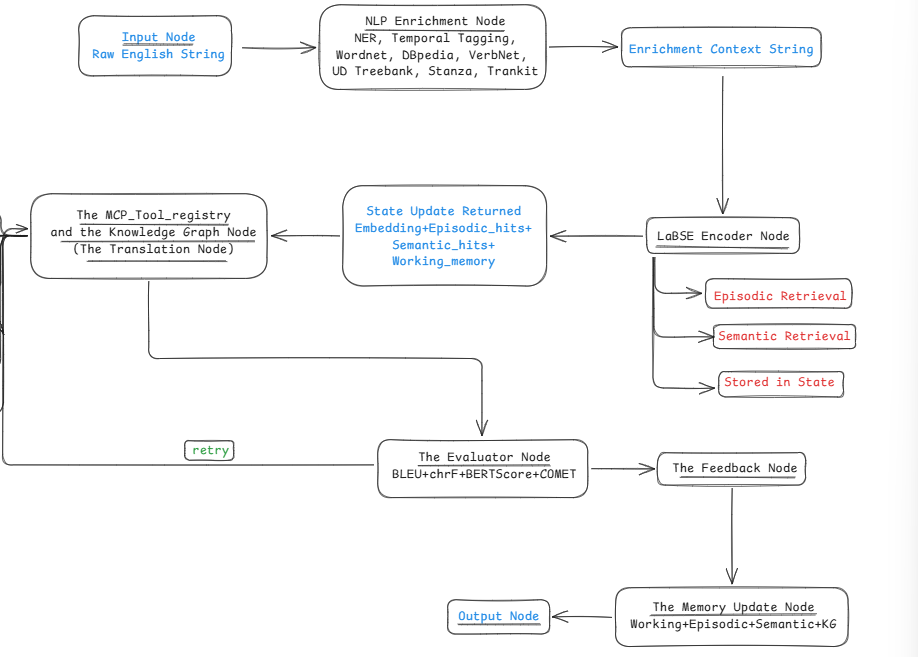 Input Node
Raw English String
NLP Enrichment Node
NER, Temporal Tagging,
Wordnet, DBpedia, VerbNet,
UD Treebank, Stanza, Trankit
Enrichment Context String
The MCP_Tool_registry
and the Knowledge Graph Node
(The Translation Node)
State Update Returned
Embedding+Episodic_hits+
Semantic_hits+
Working_memory
LaBSE Encoder Node
Episodic Retrieval
Semantic Retrieval
Stored in State
retry
The Evaluator Node
BLEU+chrF+BERTScore+COMET
The Feedback Node
The Memory Update Node
Working+Episodic+Semantic+KG
Output Node